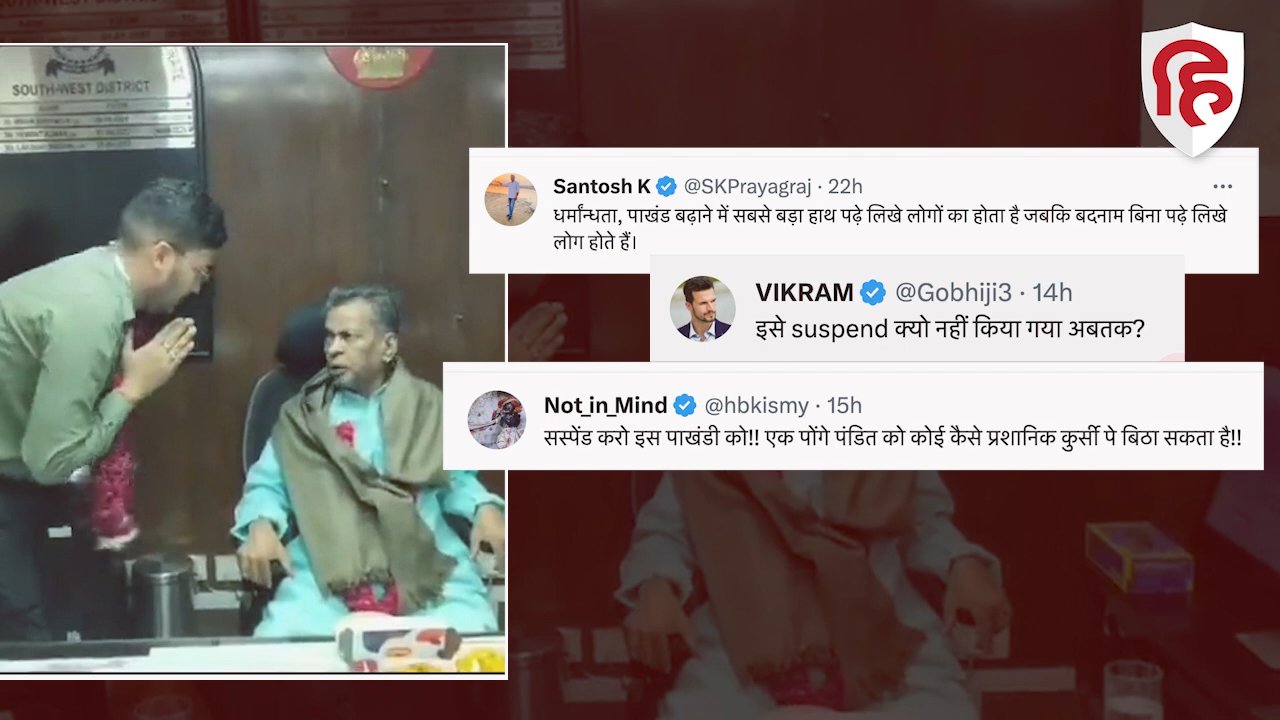 SOUTH-WEST DISTRICT
हि
Santosh K @SKPrayagraj · 22h
धर्मांन्धता, पाखंड बढ़ाने में सबसे बड़ा हाथ पढ़े लिखे लोगों का होता है जबकि बदनाम बिना पढ़े लिखे
लोग होते हैं।
VIKRAM @Gobhiji3 · 14h
इसे suspend क्यो नहीं किया गया अबतक?
Not_in_Mind @hbkismy · 15h
सस्पेंड करो इस पाखंडी को!! एक पोंगे पंडित को कोई कैसे प्रशानिक कुर्सी पे बिठा सकता है!!